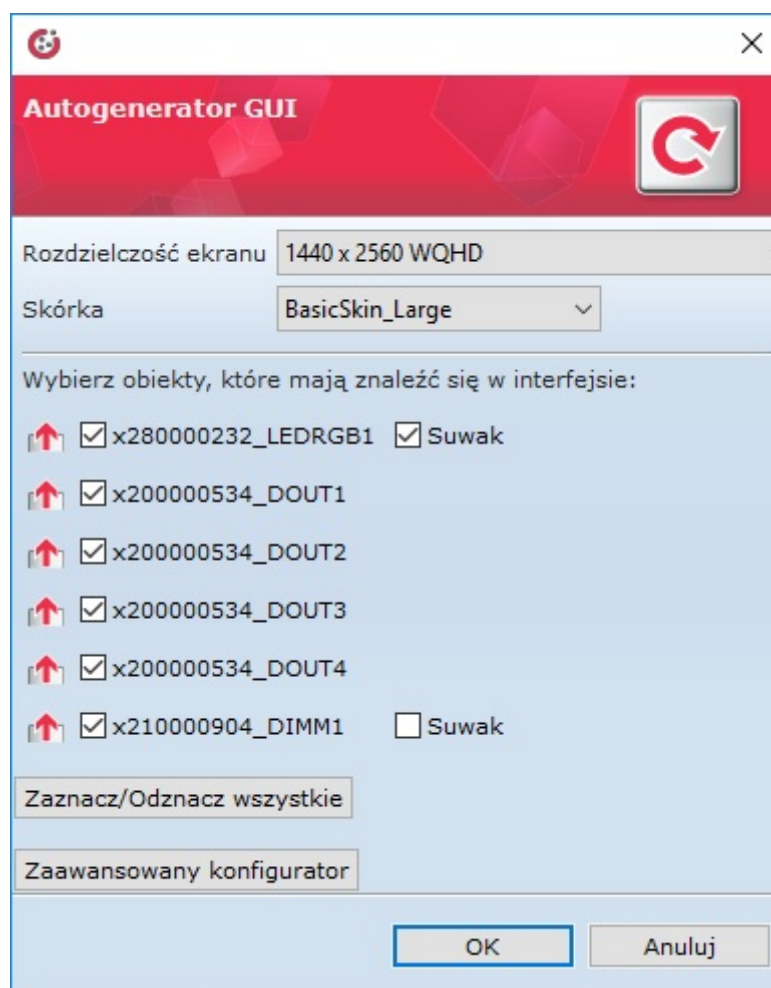 Autogenerator GUI
Rozdzielczość ekranu 1440 x 2560 WQHD
Skórka BasicSkin_Large
Wybierz obiekty, które mają znaleźć się w interfejsie:
x280000232_LEDRGB1 Suwak
x200000534_DOUT1
x200000534_DOUT2
x200000534_DOUT3
x200000534_DOUT4
x210000904_DIMM1 Suwak
Zaznacz/Odznacz wszystkie
Zaawansowany konfigurator
OK Anuluj